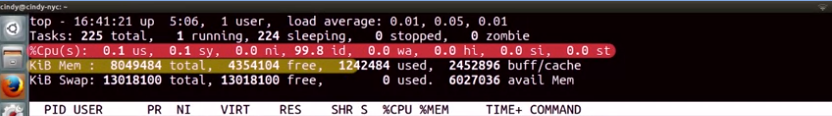 cindy@cindy-nyc: ~
top - 16:41:21 up  5:06,  1 user,  load average: 0.01, 0.05, 0.01
Tasks: 225 total,   1 running, 224 sleeping,   0 stopped,   0 zombie
%Cpu(s):  0.1 us,  0.1 sy,  0.0 ni, 99.8 id,  0.0 wa,  0.0 hi,  0.0 si,  0.0 st
KiB Mem :  8049484 total,  4354104 free,  1242484 used,  2452896 buff/cache
KiB Swap: 13018100 total, 13018100 free,        0 used.  6027036 avail Mem
PID USER      PR  NI    VIRT    RES    SHR S  %CPU %MEM     TIME+ COMMAND